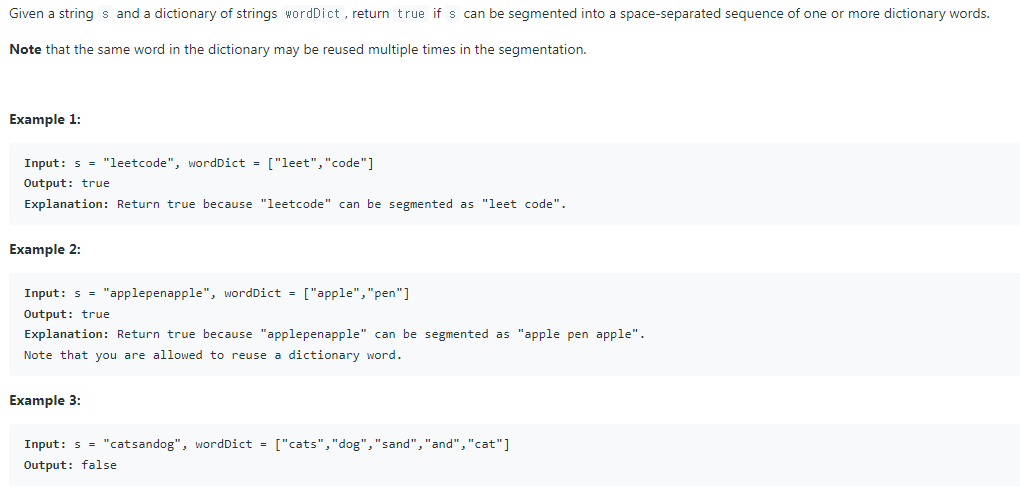 Given a string s and a dictionary of strings wordDict, return true if s can be segmented into a space-separated sequence of one or more dictionary words.
Note that the same word in the dictionary may be reused multiple times in the segmentation.
Example 1:
Input: s = "leetcode", wordDict = ["leet","code"]
Output: true
Explanation: Return true because "leetcode" can be segmented as "leet code".
Example 2:
Input: s = "applepenapple", wordDict = ["apple","pen"]
Output: true
Explanation: Return true because "applepenapple" can be segmented as "apple pen apple".
Note that you are allowed to reuse a dictionary word.
Example 3:
Input: s = "catsandog", wordDict = ["cats","dog","sand","and","cat"]
Output: false